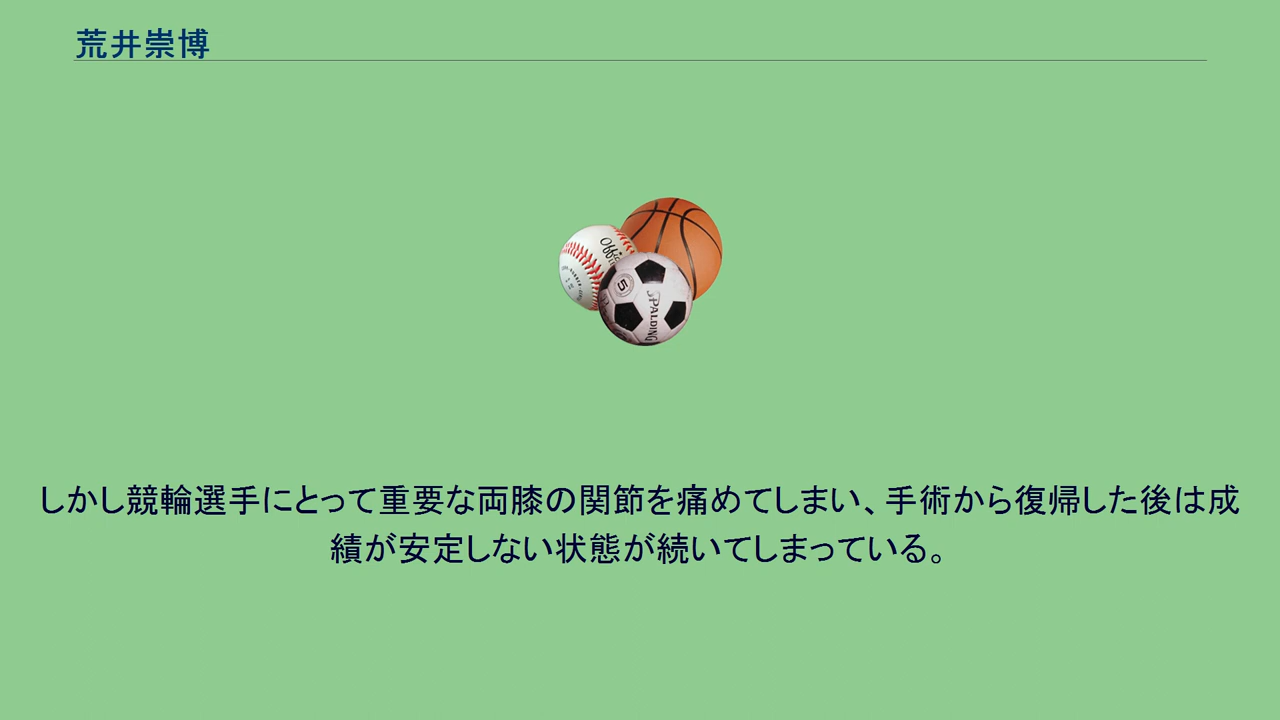 荒井崇博
Offi
5
SPALDING
しかし競輪選手にとって重要な両膝の関節を痛めてしまい、手術から復帰した後は成
績が安定しない状態が続いてしまっている。